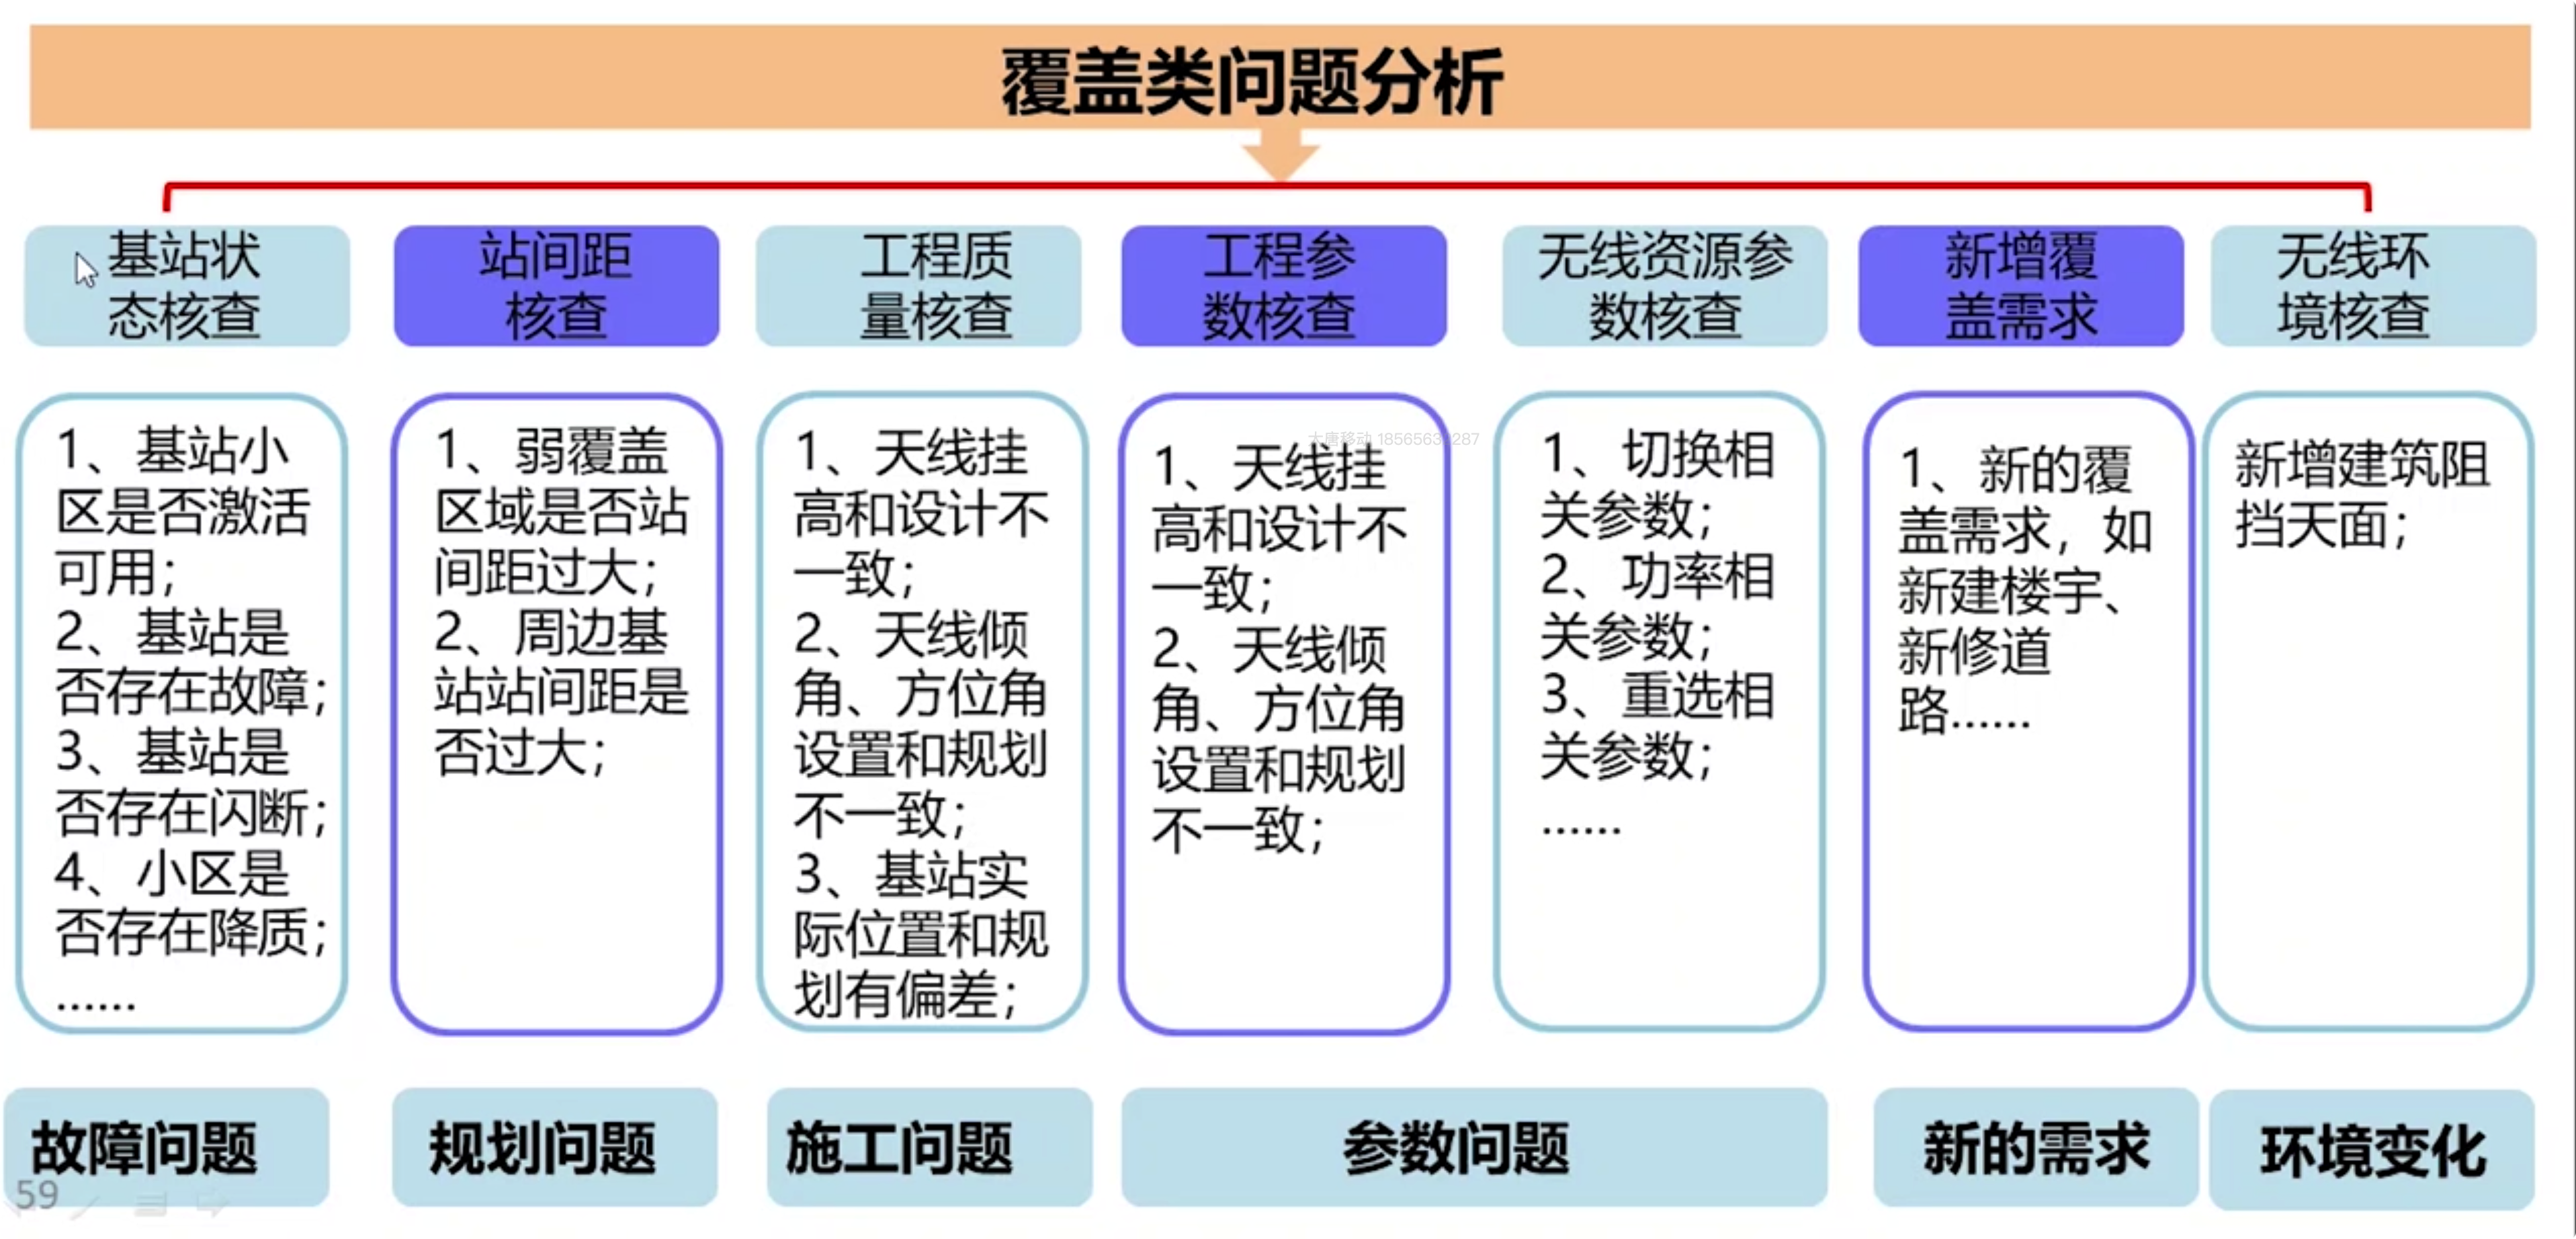 覆盖类问题分析
基站状
态核查
站间距
核查
工程质
量核查
工程参
数核查
无线资源参
数核查
新增覆
盖需求
无线环
境核查
1、基站小
区是否激活
可用;
2、基站是
否存在故障;
3、基站是
否存在闪断;
4、小区是
否存在降质;
......
1、弱覆盖
区域是否站
间距过大;
2、周边基
站站间距是
否过大;
1、天线挂
高和设计不
一致;
2、天线倾
角、方位角
设置和规划
不一致;
3、基站实
际位置和规
划有偏差;
1、天线挂
高和设计不
一致;
2、天线倾
角、方位角
设置和规划
不一致;
1、切换相
关参数;
2、功率相
关参数;
3、重选相
关参数;
......
1、新的覆
盖需求，如
新建楼宇、
新修道
路......
新增建筑阻
挡天面;
故障问题
规划问题
施工问题
参数问题
新的需求
环境变化
59
大唐移动